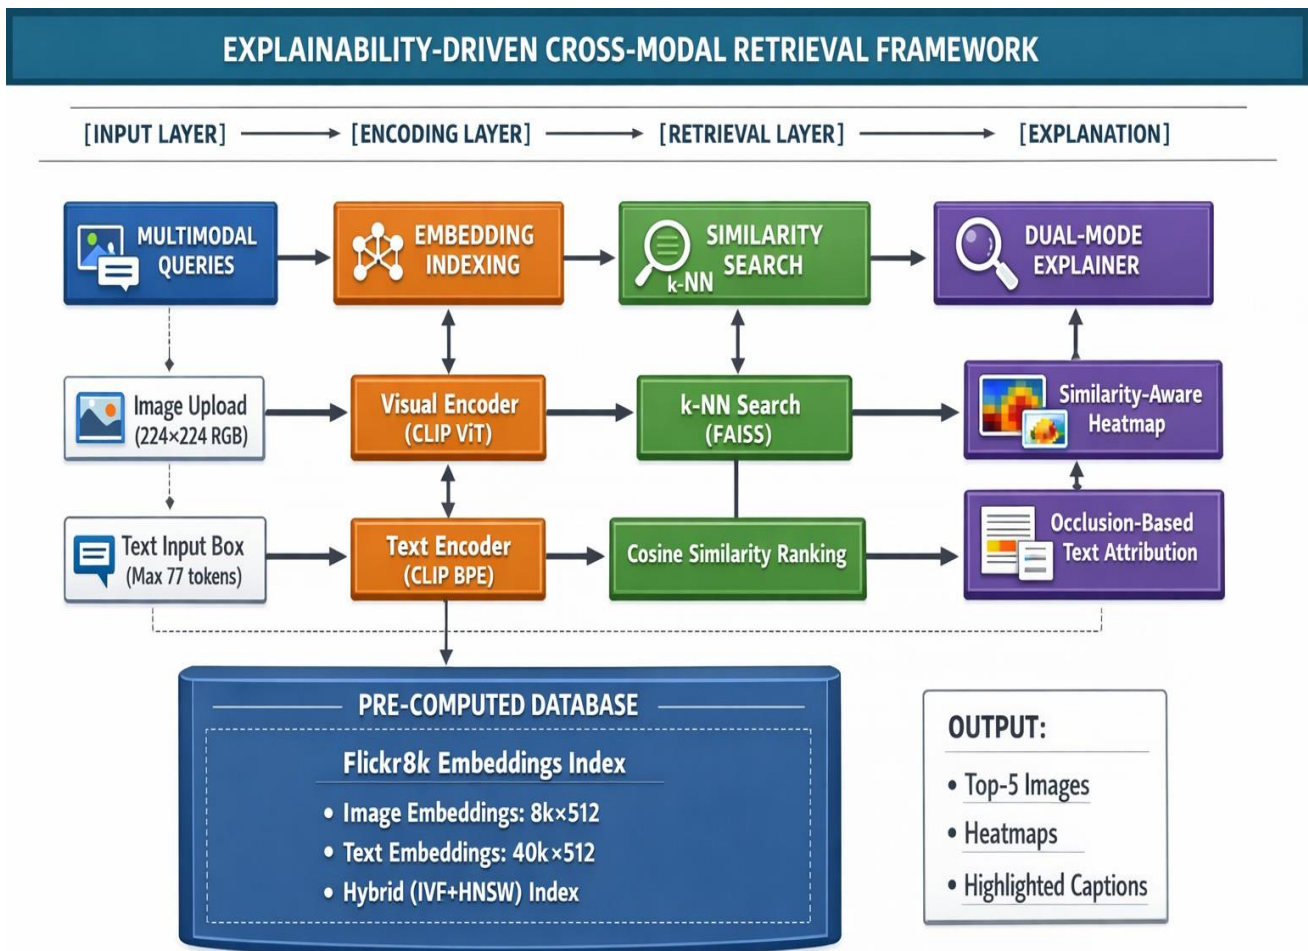 EXPLAINABILITY-DRIVEN CROSS-MODAL RETRIEVAL FRAMEWORK
[INPUT LAYER] [ENCODING LAYER] [RETRIEVAL LAYER] [EXPLANATION]
MULTIMODAL
QUERIES
EMBEDDING
INDEXING
SIMILARITY
SEARCH
k-NN
DUAL-MODE
EXPLAINER
Image Upload
(224×224 RGB)
Visual Encoder
(CLIP ViT)
k-NN Search
(FAISS)
Similarity-Aware
Heatmap
Text Input Box
(Max 77 tokens)
Text Encoder
(CLIP BPE)
Cosine Similarity Ranking
Occlusion-Based
Text Attribution
PRE-COMPUTED DATABASE
Flickr8k Embeddings Index
• Image Embeddings: 8k×512
• Text Embeddings: 40k×512
• Hybrid (IVF+HNSW) Index
OUTPUT:
• Top-5 Images
• Heatmaps
• Highlighted Captions